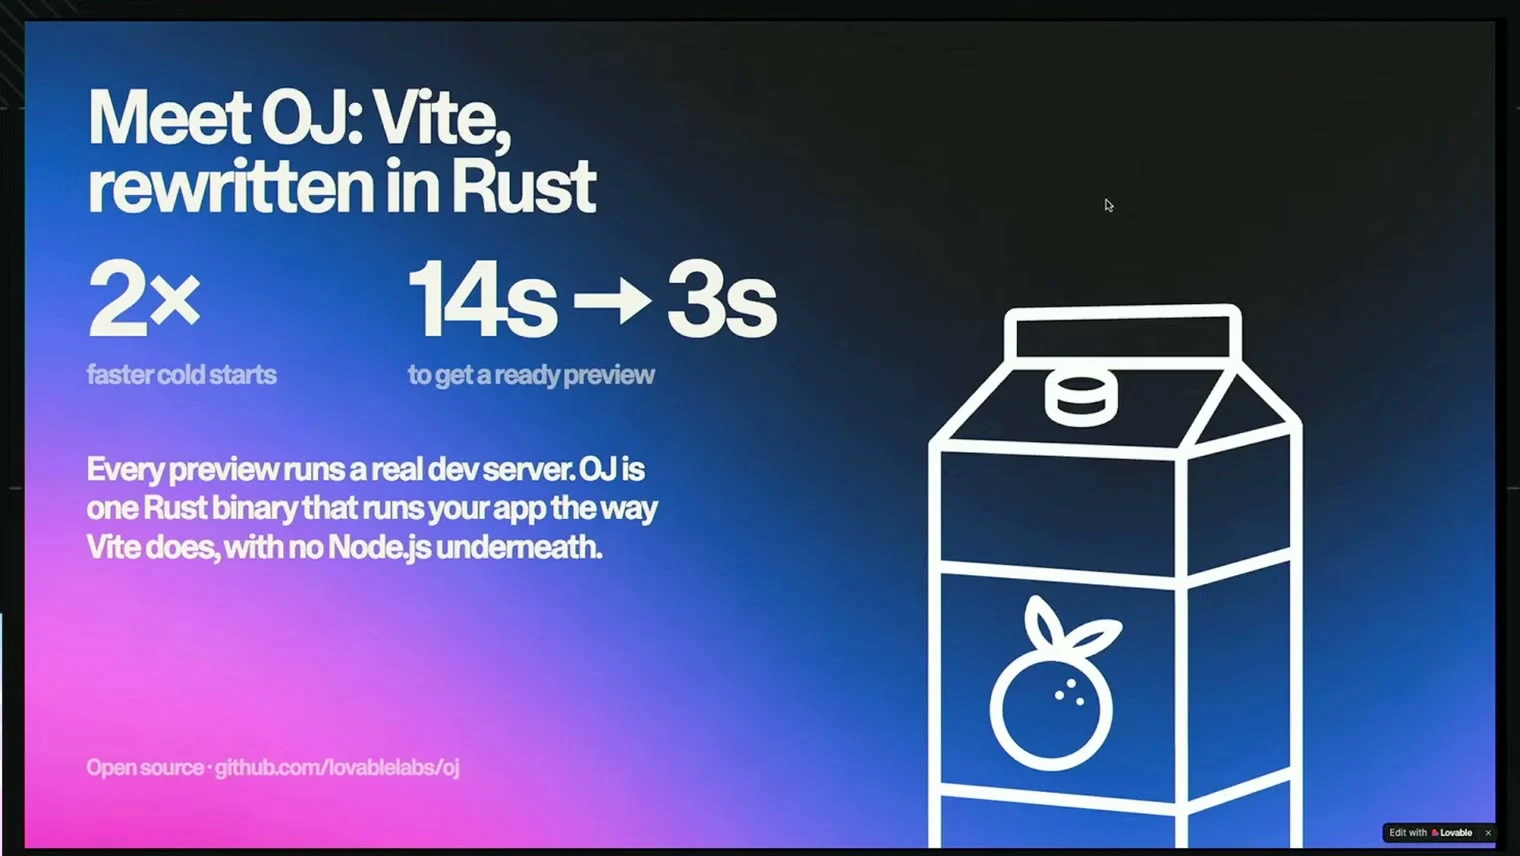 Meet OJ: Vite,
rewritten in Rust
2×
faster cold starts
14s → 3s
to get a ready preview
Every preview runs a real dev server. OJ is
one Rust binary that runs your app the way
Vite does, with no Node.js underneath.
Open source · github.com/lovablelabs/oj
Edit with Lovable ×